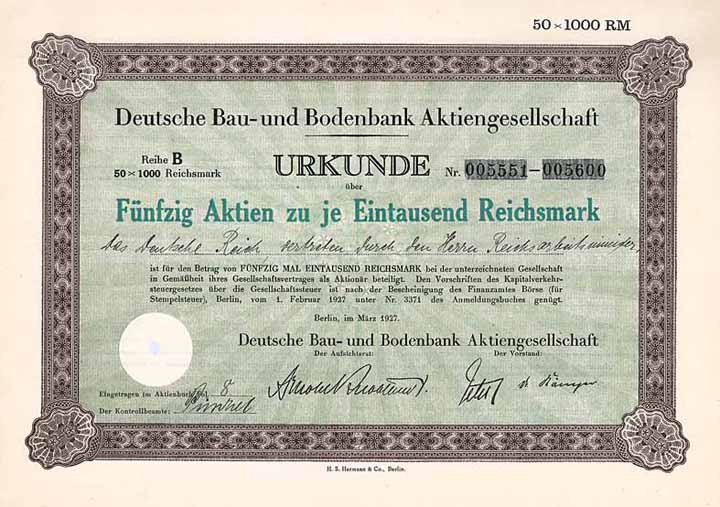 50 × 1000 RM
Deutsche Bau- und Bodenbank Aktiengesellschaft
Reihe B
50 × 1000 Reichsmark
URKUNDE
Nr. 005551–005600
über
Fünfzig Aktien zu je Eintausend Reichsmark
Das Deutsche Reich, vertreten durch den Herrn Reichsarbeitsminister,
ist für den Betrag von FÜNFZIG MAL EINTAUSEND REICHSMARK bei der unterzeichneten Gesellschaft
in Gemäßheit ihres Gesellschaftsvertrages als Aktionär beteiligt. Den Vorschriften des Kapitalverkehr-
steuergesetzes über die Gesellschaftssteuer ist nach der Bescheinigung des Finanzamtes Börse (für
Stempelsteuer), Berlin, vom 1. Februar 1927 unter Nr. 3371 des Anmeldungsbuches genügt.
Berlin, im März 1927.
Deutsche Bau- und Bodenbank Aktiengesellschaft
Der Aufsichtsrat:
Der Vorstand:
Eingetragen im Aktienbuch Fol. 8
Der Kontrollbeamte:
H. S. Hermann & Co., Berlin.